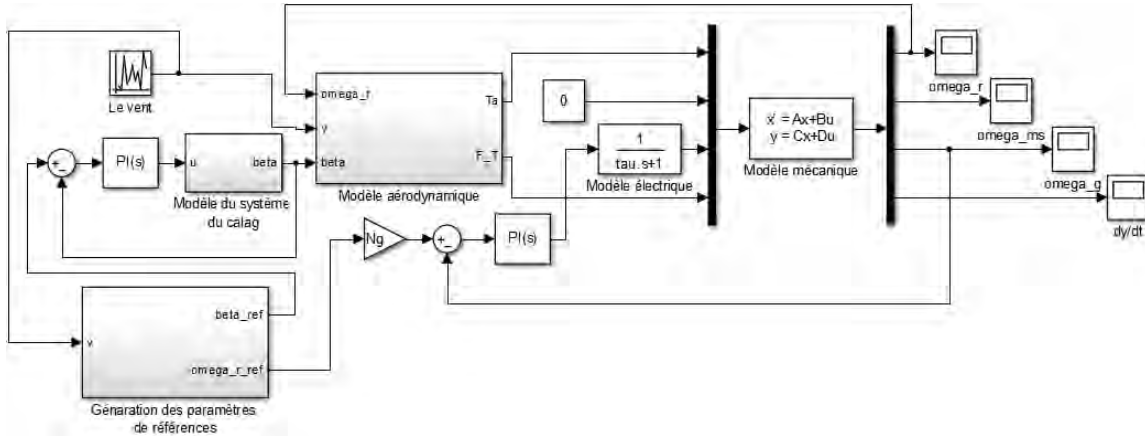 Le vent
omega_r
v
beta
Ta
F_T
Modèle aérodynamique
PI(s)
u
beta
Modèle du système
du calag
0
1
tau.s+1
Modèle électrique
x' = Ax+Bu
y = Cx+Du
Modèle mécanique
omega_r
omega_ms
omega_g
dy/dt
Ng
PI(s)
v
beta_ref
omega_r_ref
Génaration des paramètres
de références